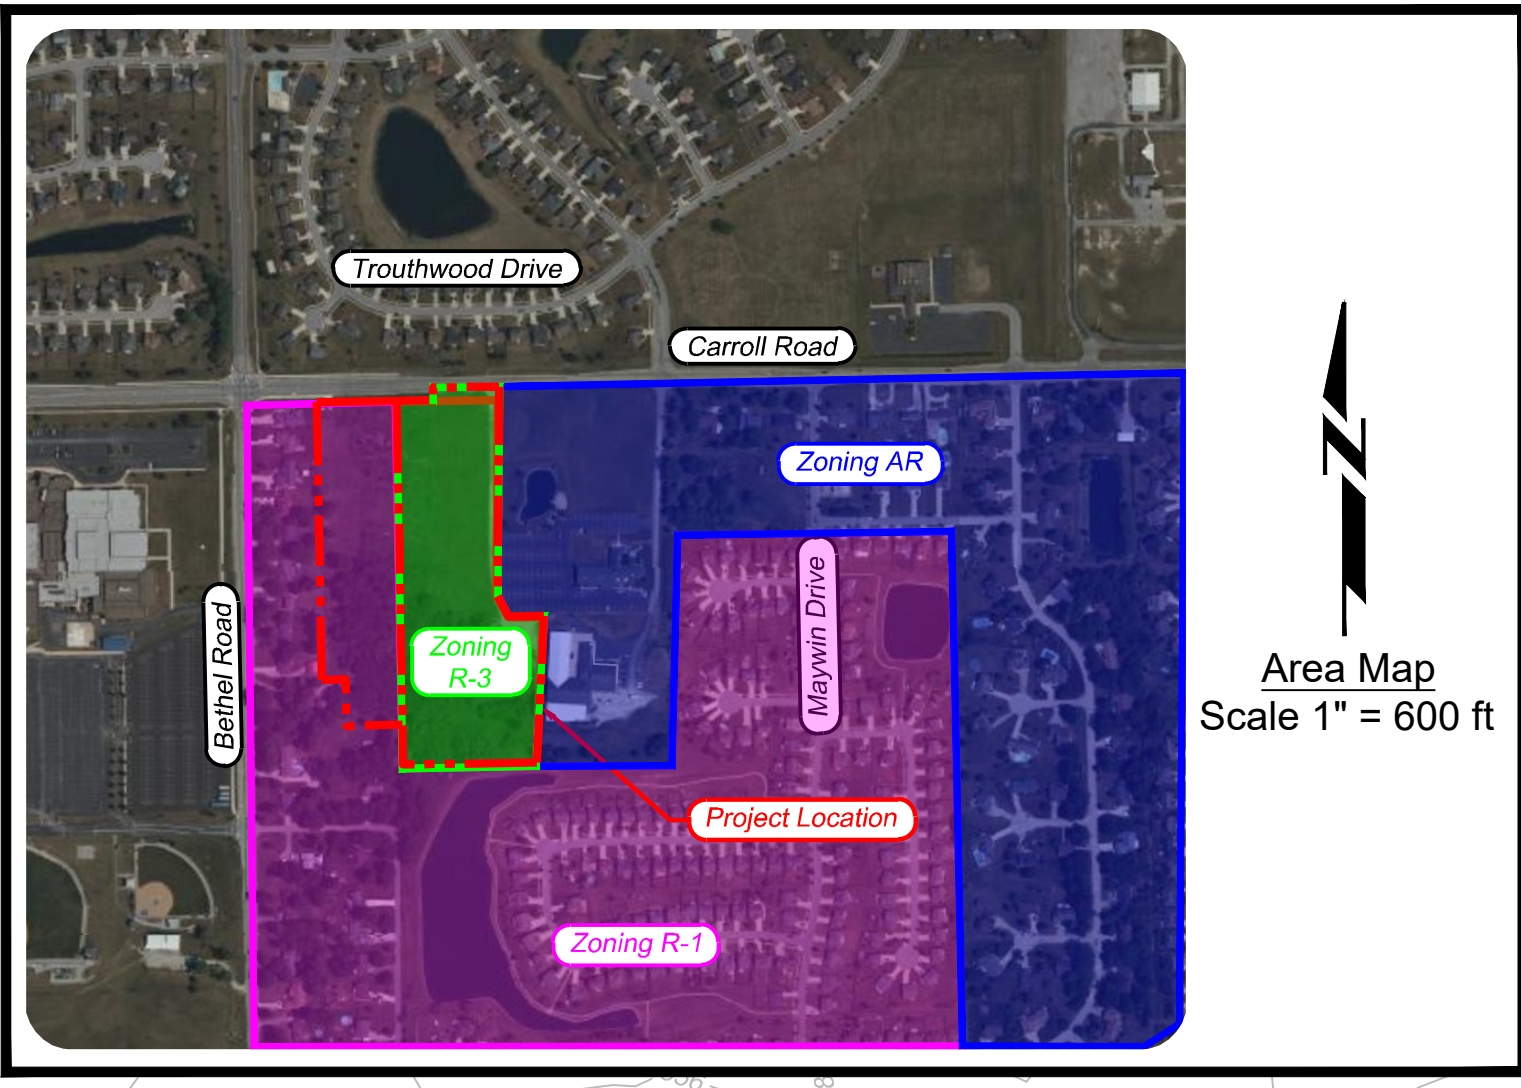 Trouthwood Drive
Carroll Road
Zoning AR
Maywin Drive
Bethel Road
Zoning
R-3
Project Location
Zoning R-1
Area Map
Scale 1" = 600 ft